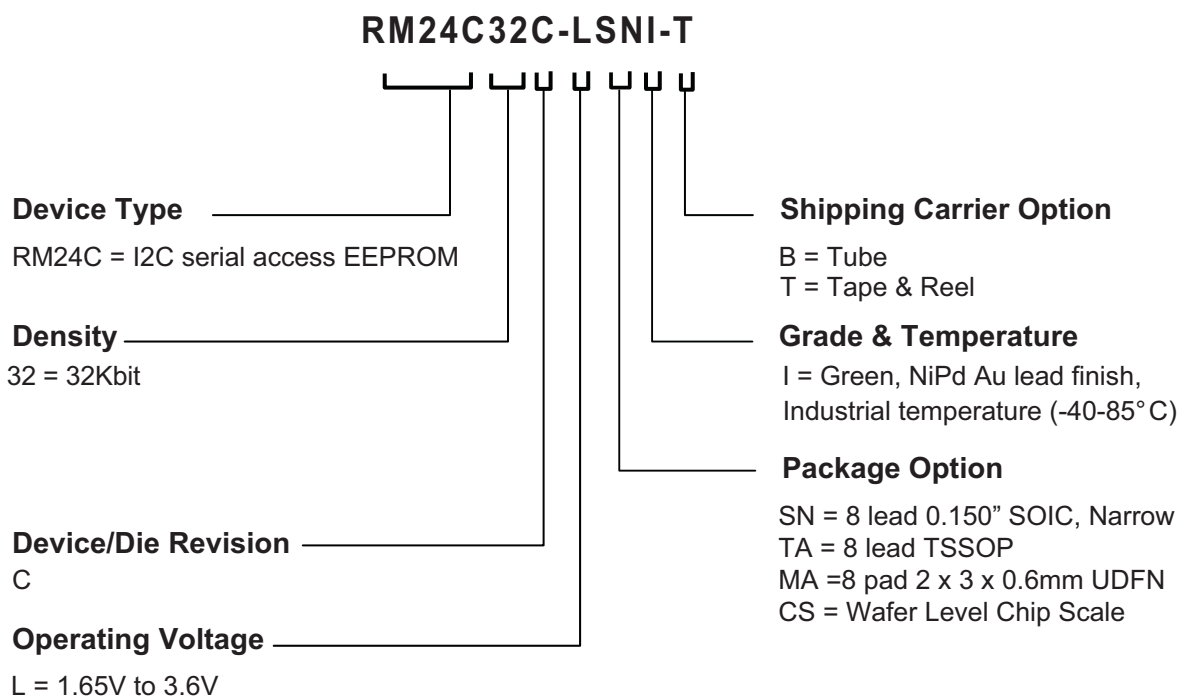 RM24C32C-LSNI-T
Device Type
RM24C = I2C serial access EEPROM
Density
32 = 32Kbit
Device/Die Revision
C
Operating Voltage
L = 1.65V to 3.6V
Shipping Carrier Option
B = Tube
T = Tape & Reel
Grade & Temperature
I = Green, NiPd Au lead finish,
Industrial temperature (-40-85°C)
Package Option
SN = 8 lead 0.150” SOIC, Narrow
TA = 8 lead TSSOP
MA =8 pad 2 x 3 x 0.6mm UDFN
CS = Wafer Level Chip Scale